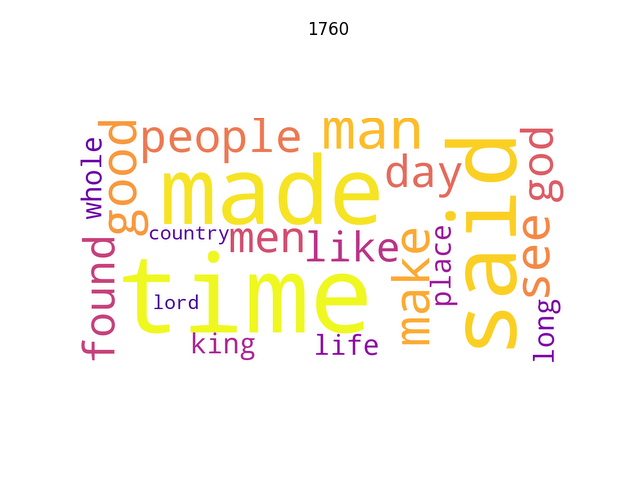 1760
people
man
whole
good
made
day
said
god
country
men
like
make
place
see
found
time
lord
long
king
life